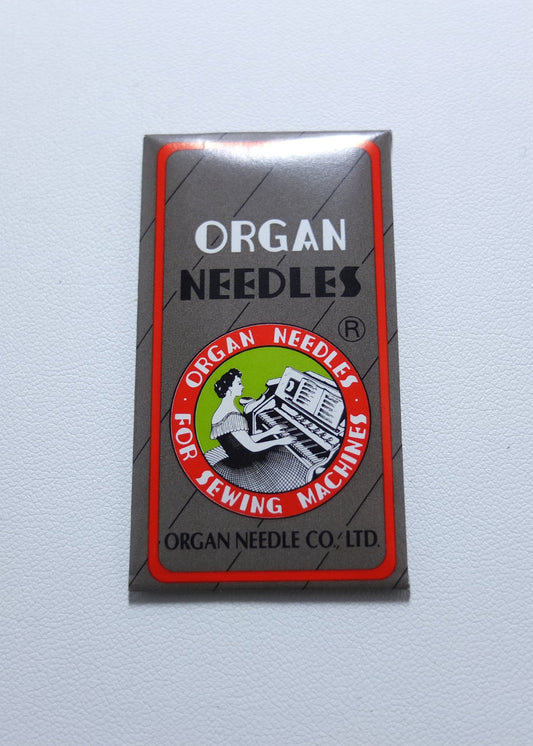 ORGAN
NEEDLES
®
· ORGAN NEEDLES ·
FOR SEWING MACHINES
ORGAN NEEDLE CO., LTD.